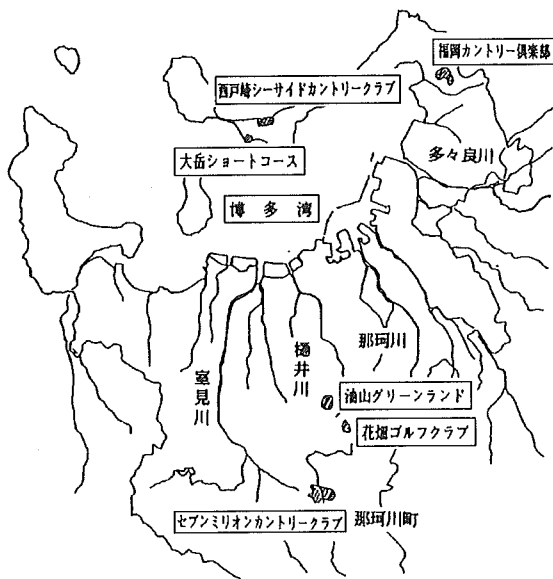 福岡カントリー倶楽部
西戸崎シーサイドカントリークラブ
多々良川
大岳ショートコース
博多湾
那珂川
樋井川
室見川
油山グリーンランド
花畑ゴルフクラブ
セブンミリオンカントリークラブ
那珂川町